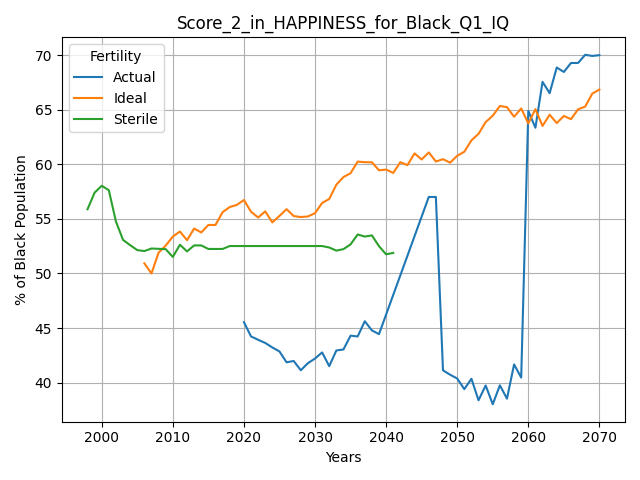 Score_2_in_HAPPINESS_for_Black_Q1_IQ
Fertility
Actual
Ideal
Sterile
% of Black Population
70
65
60
55
50
45
40
2000 2010 2020 2030 2040 2050 2060 2070
Years